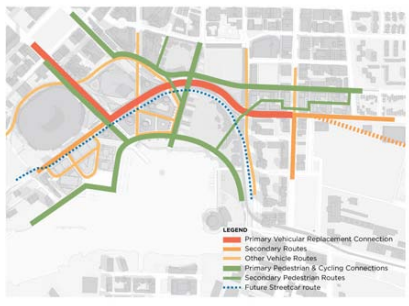 LEGEND
Primary Vehicular Replacement Connection
Secondary Routes
Other Vehicle Routes
Primary Pedestrian & Cycling Connections
Secondary Pedestrian Routes
Future Streetcar route